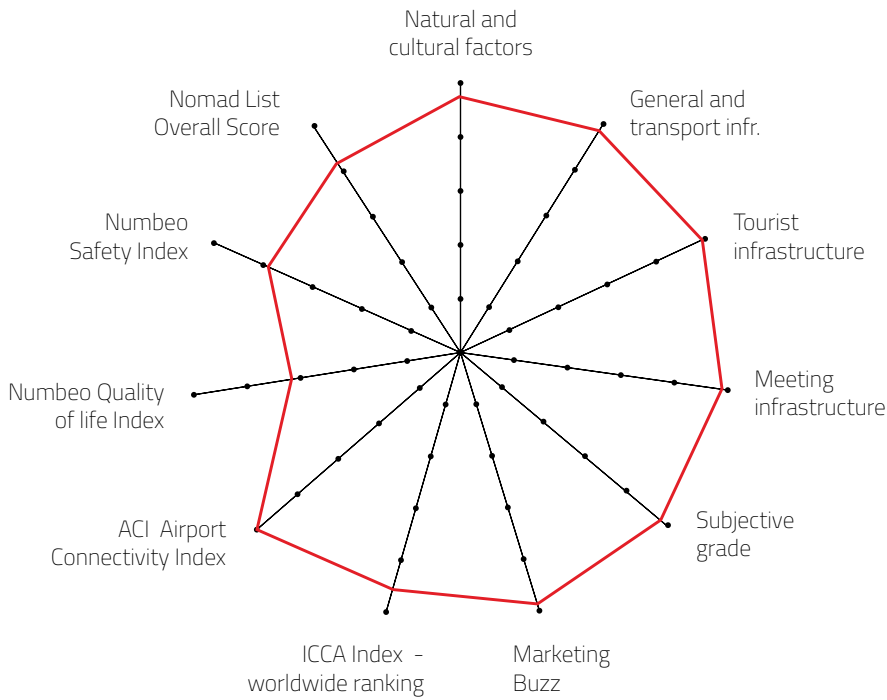 Natural and
cultural factors
Nomad List
Overall Score
General and
transport infr.
Numbeo
Safety Index
Tourist
infrastructure
Numbeo Quality
of life Index
Meeting
infrastructure
ACI Airport
Connectivity Index
Subjective
grade
ICCA Index -
worldwide ranking
Marketing
Buzz